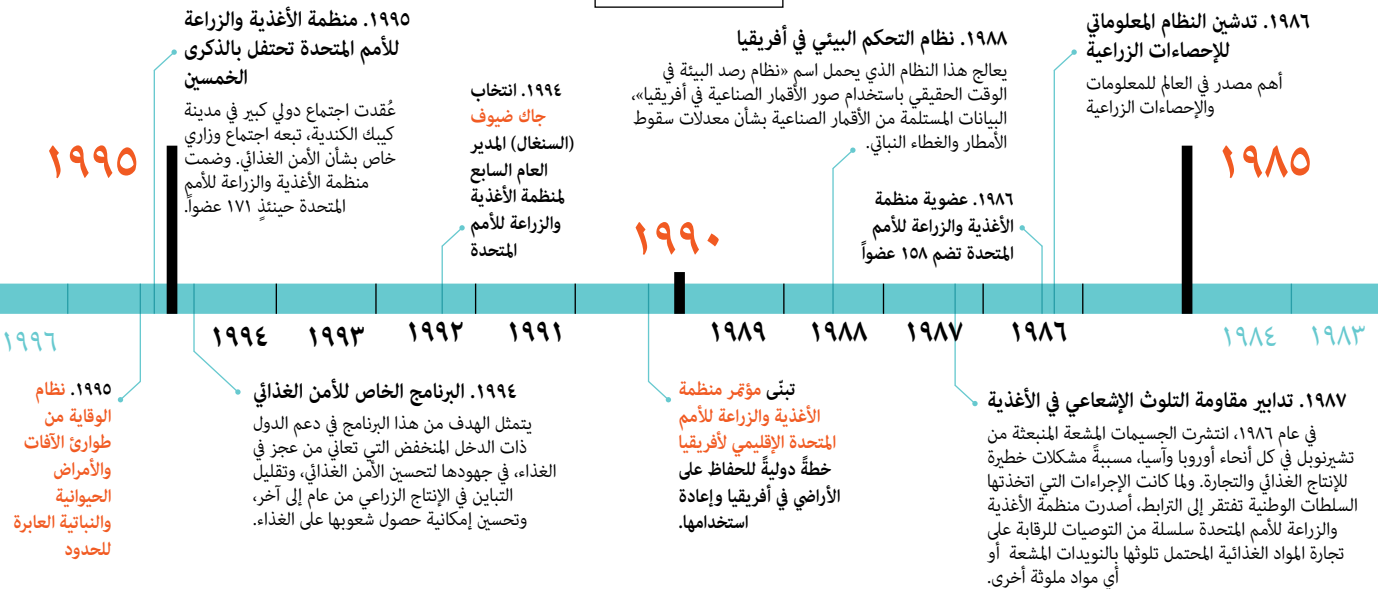 ١٩٨٦. تدشين النظام المعلوماتي
للإحصاءات الزراعية
أهم مصدر في العالم للمعلومات
والإحصاءات الزراعية
١٩٨٥
١٩٨٨. نظام التحكم البيئي في أفريقيا
يعالج هذا النظام الذي يحمل اسم «نظام رصد البيئة في
الوقت الحقيقي باستخدام صور الأقمار الصناعية في أفريقيا»،
البيانات المستلمة من الأقمار الصناعية بشأن معدلات سقوط
الأمطار والغطاء النباتي.
١٩٨٦. عضوية منظمة
الأغذية والزراعة للأمم
المتحدة تضم ١٥٨ عضواً
١٩٩٠
١٩٩٤. انتخاب
جاك ضيوف
(السنغال) المدير
العام السابع
لمنظمة الأغذية
والزراعة للأمم
المتحدة
١٩٩٥. منظمة الأغذية والزراعة
للأمم المتحدة تحتفل بالذكرى
الخمسين
عُقدت اجتماع دولي كبير في مدينة
كيبك الكندية، تبعه اجتماع وزاري
خاص بشأن الأمن الغذائي. وضمت
منظمة الأغذية والزراعة للأمم
المتحدة حينئذٍ ١٧١ عضواً.
١٩٩٥
١٩٨٣
١٩٨٤
١٩٨٦
١٩٨٧
١٩٨٨
١٩٨٩
١٩٩١
١٩٩٢
١٩٩٣
١٩٩٤
١٩٩٦
١٩٨٧. تدابير مقاومة التلوث الإشعاعي في الأغذية
في عام ١٩٨٦، انتشرت الجسيمات المشعة المنبعثة من
تشيرنوبل في كل أنحاء أوروبا وآسيا، مسببةً مشكلات خطيرة
للإنتاج الغذائي والتجارة. ولما كانت الإجراءات التي اتخذتها
السلطات الوطنية تفتقر إلى الترابط، أصدرت منظمة الأغذية
والزراعة للأمم المتحدة سلسلة من التوصيات للرقابة على
تجارة المواد الغذائية المحتمل تلوثها بالنويدات المشعة أو
أي مواد ملوثة أخرى.
تبنّى مؤتمر منظمة
الأغذية والزراعة للأمم
المتحدة الإقليمي لأفريقيا
خطةً دوليةً للحفاظ على
الأراضي في أفريقيا وإعادة
استخدامها.
١٩٩٤. البرنامج الخاص للأمن الغذائي
يتمثل الهدف من هذا البرنامج في دعم الدول
ذات الدخل المنخفض التي تعاني من عجز في
الغذاء، في جهودها لتحسين الأمن الغذائي، وتقليل
التباين في الإنتاج الزراعي من عام إلى آخر،
وتحسين إمكانية حصول شعوبها على الغذاء.
١٩٩٥. نظام
الوقاية من
طوارئ الآفات
والأمراض
الحيوانية
والنباتية العابرة
للحدود